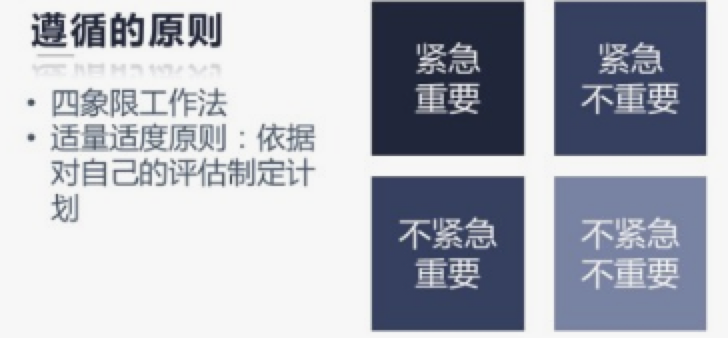 遵循的原则
• 四象限工作法
• 适量适度原则：依据
对自己的评估制定计
划
紧急
重要
紧急
不重要
不紧急
重要
不紧急
不重要